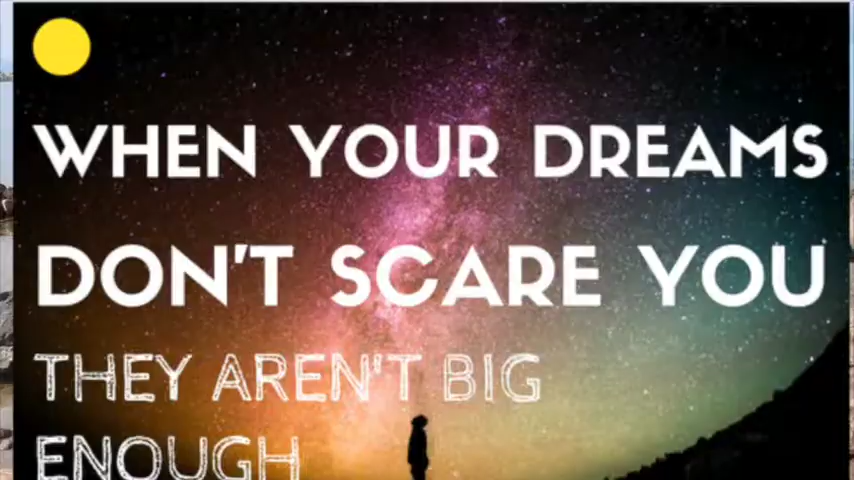 WHEN YOUR DREAMS
DON'T SCARE YOU
THEY AREN'T BIG
ENOUGH